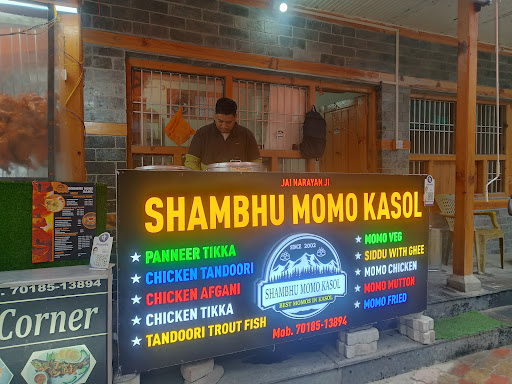 JAI NARAYAN JI
SHAMBHU MOMO KASOL
★ PANNEER TIKKA
★ CHICKEN TANDOORI
★ CHICKEN AFGANI
★ CHICKEN TIKKA
★ TANDOORI TROUT FISH
SINCE 2002
SHAMBHU MOMO KASOL
BEST MOMOS IN KASOL
Mob. 70185-13894
★ MOMO VEG
★ SIDDU WITH GHEE
★ MOMO CHICKEN
★ MOMO MUTTON
★ MOMO FRIED
70185-13894
Corner